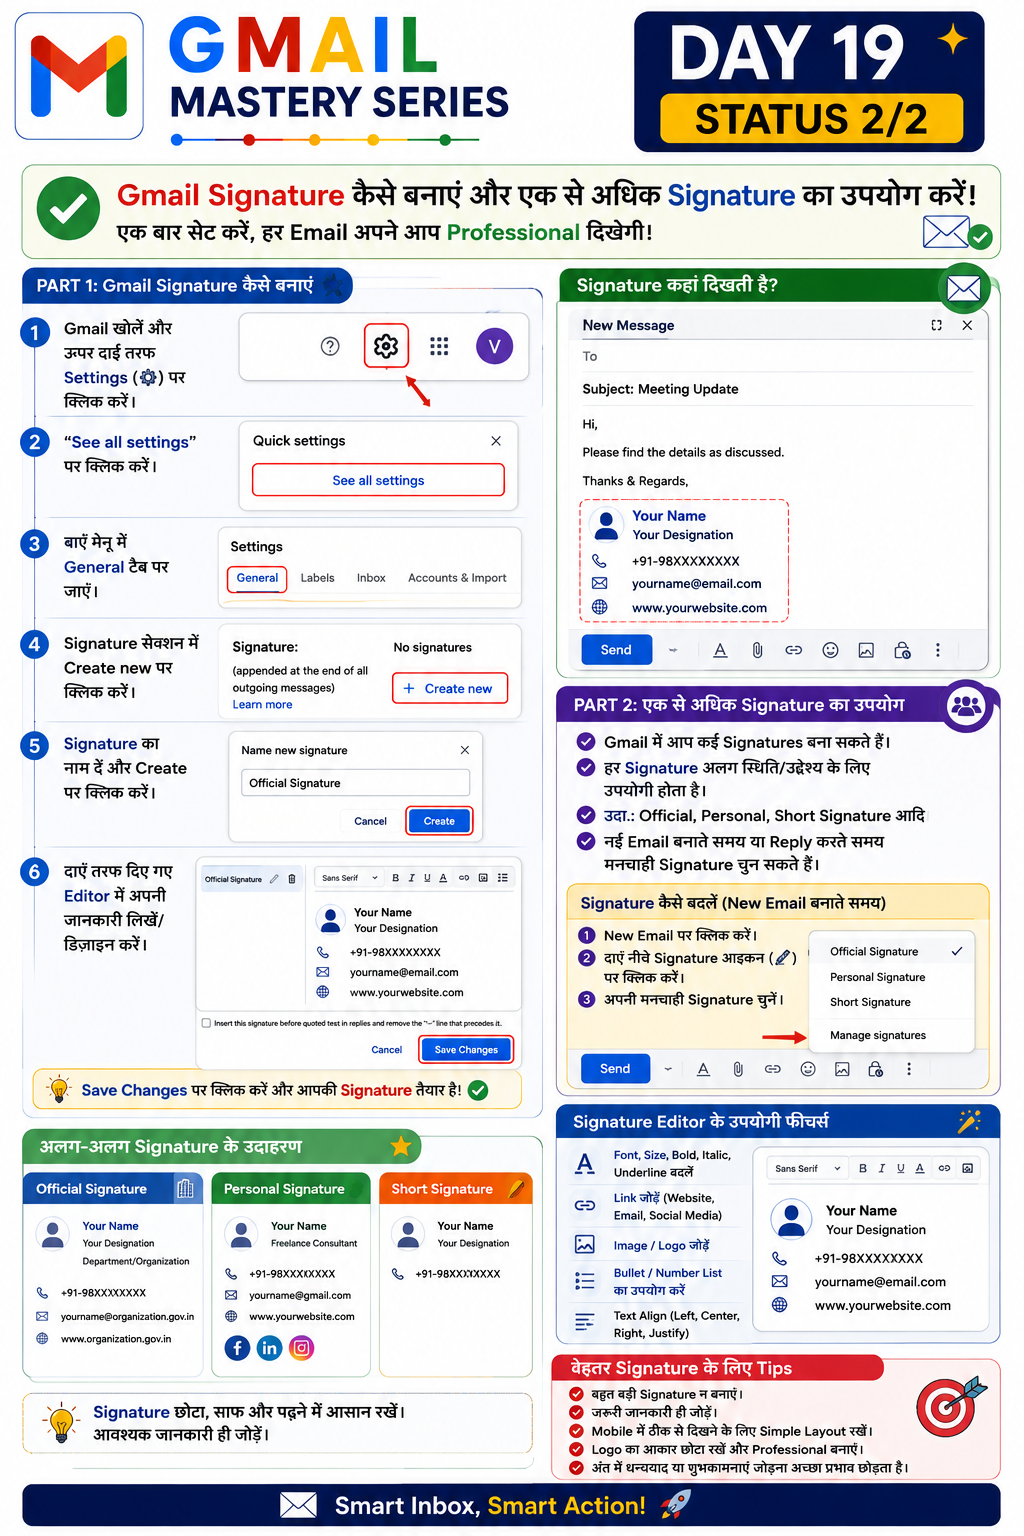 GMAIL
MASTERY SERIES
DAY 19
STATUS 2/2
Gmail Signature कैसे बनाएं और एक से अधिक Signature का उपयोग करें!
एक बार सेट करें, हर Email अपने आप Professional दिखेगी!
PART 1: Gmail Signature कैसे बनाएं
1
Gmail खोलें और
ऊपर दाईं तरफ
Settings ( ) पर
क्लिक करें।
V
2
“See all settings”
पर क्लिक करें।
Quick settings
See all settings
3
बाएँ मेनू में
General टैब पर
जाएँ।
Settings
General Labels Inbox Accounts & Import
4
Signature सेक्शन में
Create new पर
क्लिक करें।
Signature:
(appended at the end of all
outgoing messages)
Learn more
No signatures
+ Create new
5
Signature का
नाम दें और Create
पर क्लिक करें।
Name new signature
Official Signature
Cancel Create
6
दाएँ तरफ दिए गए
Editor में अपनी
जानकारी लिखें/
डिज़ाइन करें।
Official Signature
Sans Serif B I U A
Your Name
Your Designation
+91-98XXXXXXXX
yourname@email.com
www.yourwebsite.com
Insert this signature before quoted test in replies and remove the "--" line that precedes it.
Cancel Save Changes
Save Changes पर क्लिक करें और आपकी Signature तैयार है!
Signature कहां दिखती है?
New Message
To
Subject: Meeting Update
Hi,
Please find the details as discussed.
Thanks & Regards,
Your Name
Your Designation
+91-98XXXXXXXX
yourname@email.com
www.yourwebsite.com
Send A
PART 2: एक से अधिक Signature का उपयोग
Gmail में आप कई Signatures बना सकते हैं।
हर Signature अलग स्थिति/उद्देश्य के लिए
उपयोगी होता है।
उदा.: Official, Personal, Short Signature आदि
नई Email बनाते समय या Reply करते समय
मनचाही Signature चुन सकते हैं।
Signature कैसे बदलें (New Email बनाते समय)
1 New Email पर क्लिक करें।
2 दाएँ नीवे Signature आइकन ( )
पर क्लिक करें।
3 अपनी मनचाही Signature चुनें।
Official Signature
Personal Signature
Short Signature
Manage signatures
Send A
अलग-अलग Signature के उदाहरण
Official Signature
Your Name
Your Designation
Department/Organization
+91-98XXXXXXXX
yourname@organization.gov.in
www.organization.gov.in
Personal Signature
Your Name
Freelance Consultant
+91-98XXXXXXXX
yourname@gmail.com
www.yourwebsite.com
f in
Short Signature
Your Name
Your Designation
+91-98XXXXXXXX
Signature छोटा, साफ और पढ़ने में आसान रखें।
आवश्यक जानकारी ही जोड़ें।
Signature Editor के उपयोगी फीचर्स
A
Font, Size, Bold, Italic,
Underline बदलें
Link जोड़ें (Website,
Email, Social Media)
Image / Logo जोड़ें
Bullet / Number List
का उपयोग करें
Text Align (Left, Center,
Right, Justify)
Sans Serif B I U A
Your Name
Your Designation
+91-98XXXXXXXX
yourname@email.com
www.yourwebsite.com
वेहतर Signature के लिए Tips
बहुत बड़ी Signature न बनाएं।
जरूरी जानकारी ही जोड़ें।
Mobile में ठीक से दिखने के लिए Simple Layout रखें।
Logo का आकार छोटा रखें और Professional बनाएं।
अंत में धन्ययाद या शुभकामनाएं जोड़ना अच्छा प्रभाव छोड़ता है।
Smart Inbox, Smart Action!